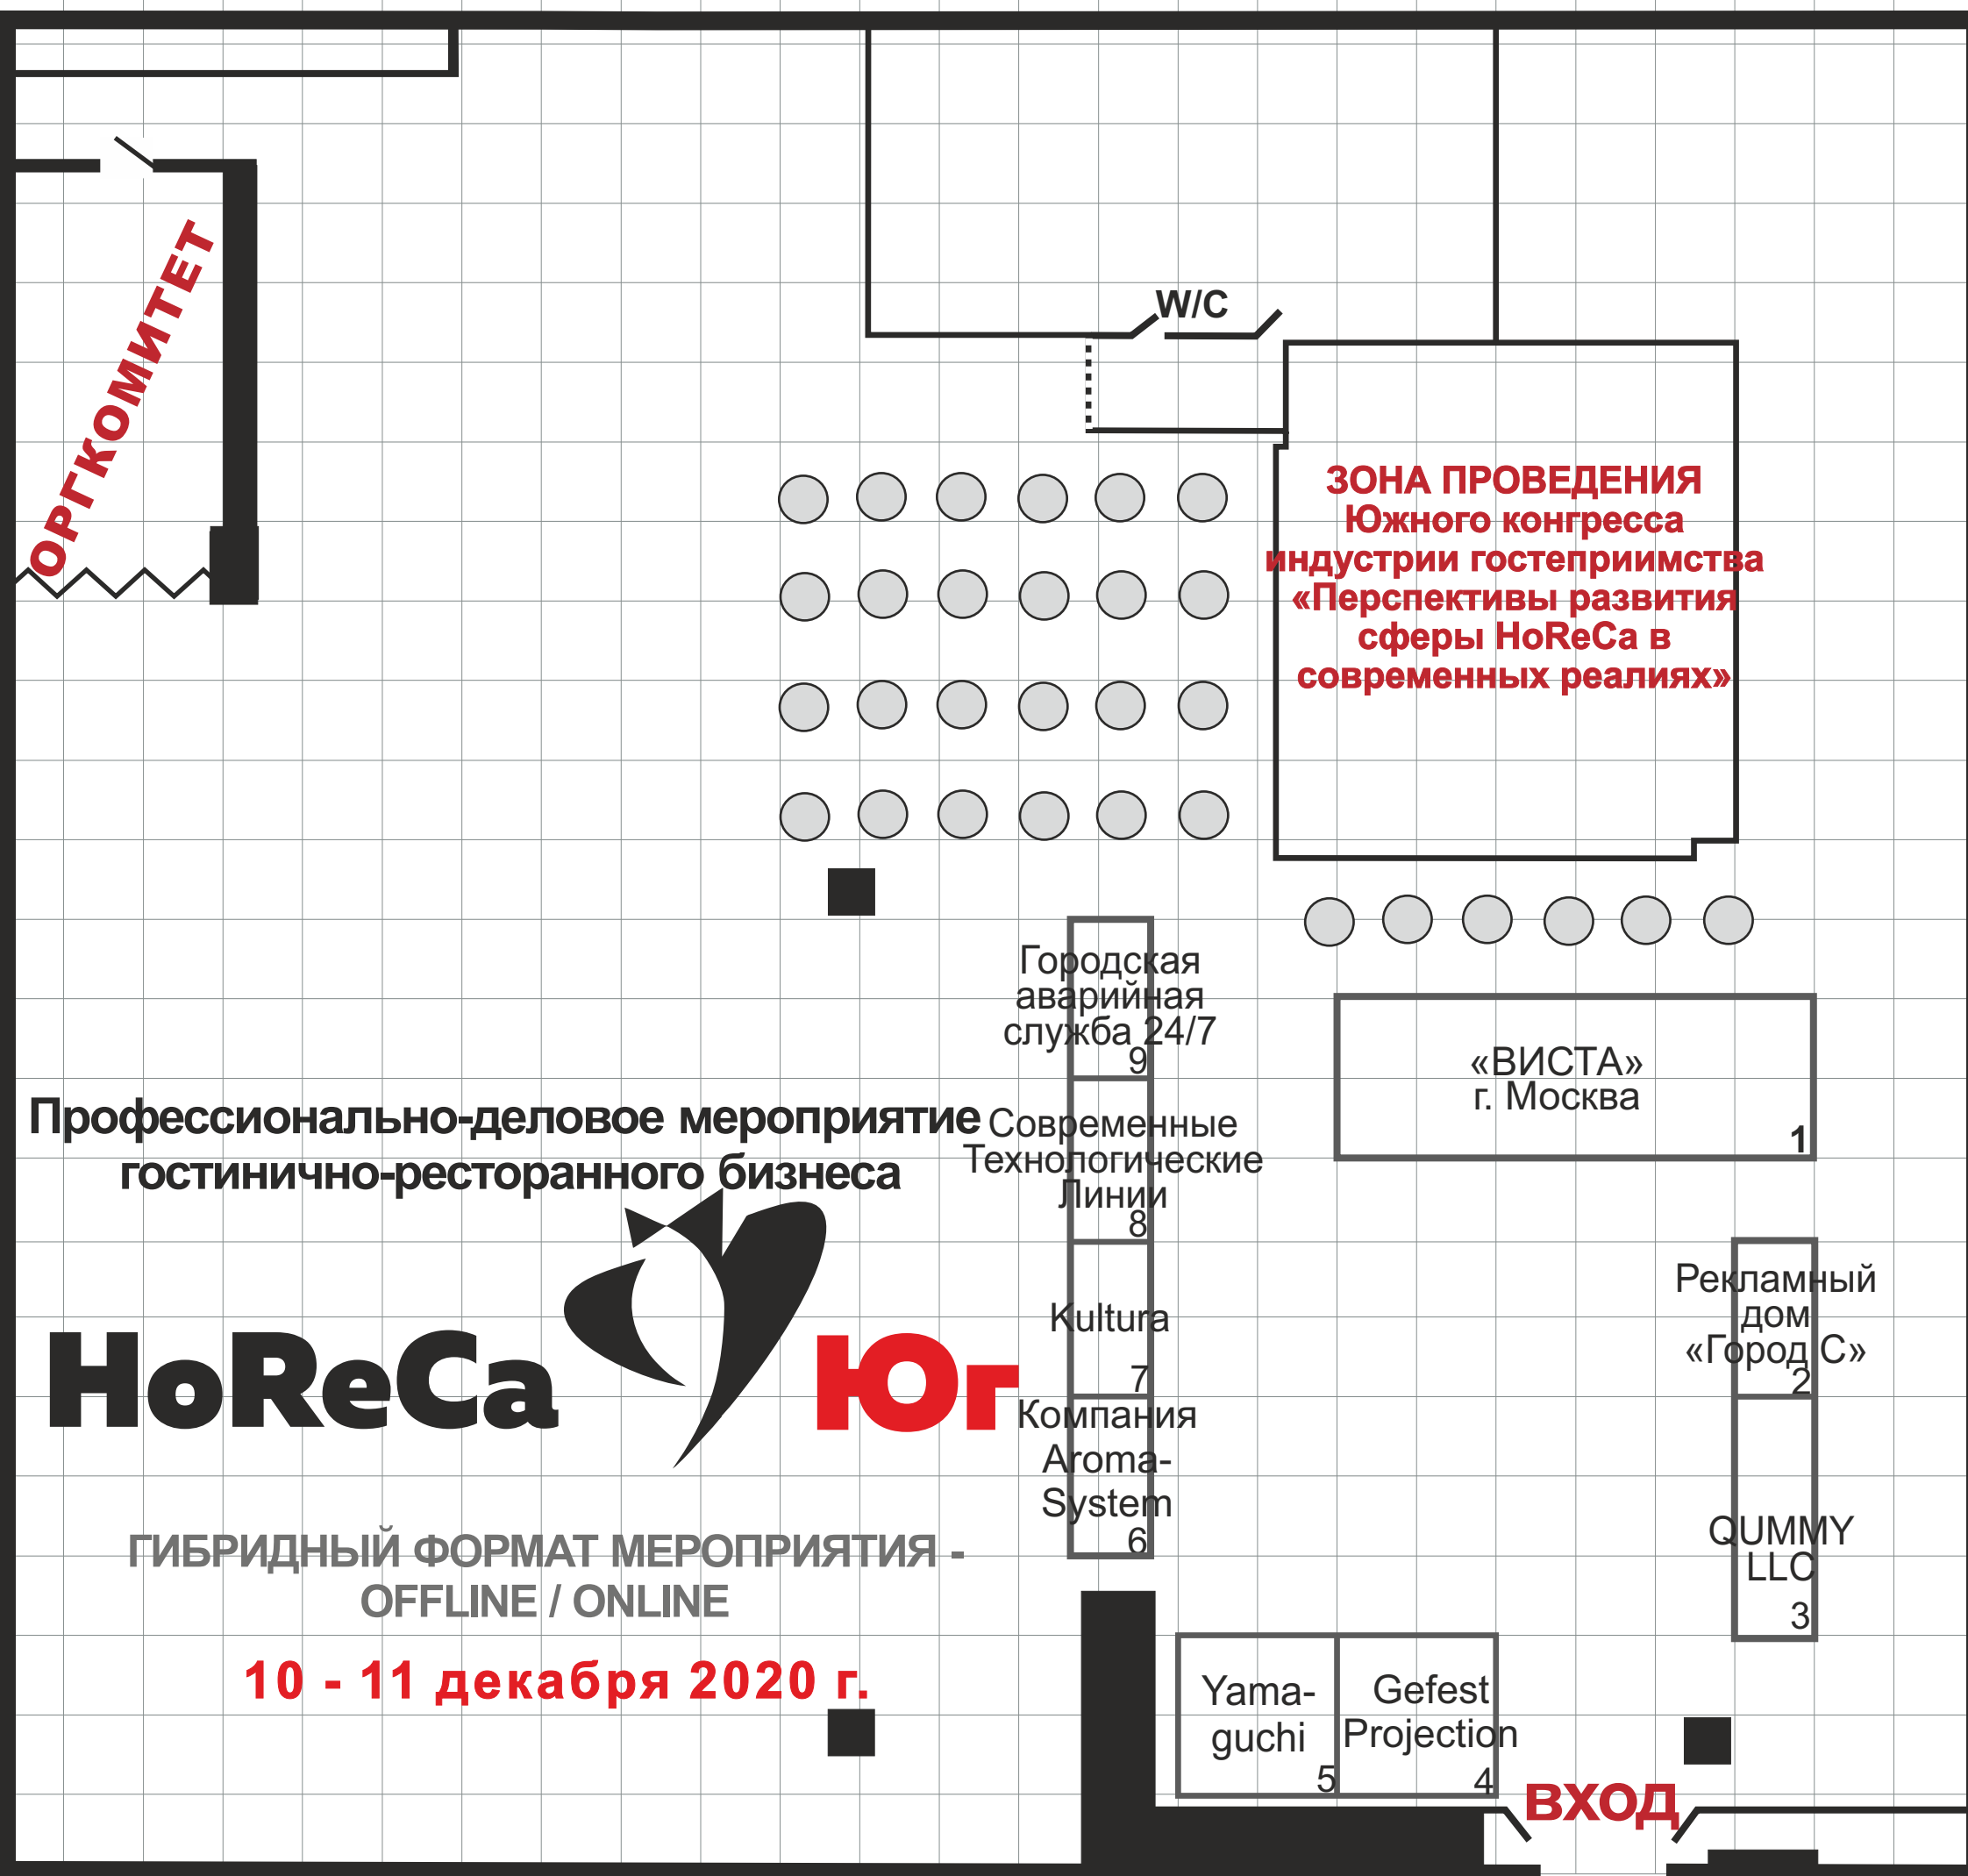 ОРГКОМИТЕТ
W/C
ЗОНА ПРОВЕДЕНИЯ
Южного конгресса
индустрии гостеприимства
«Перспективы развития
сферы HoReCa в
современных реалиях»
Городская
аварийная
служба 24/7
9
«ВИСТА»
г. Москва
1
Профессионально-деловое мероприятие
гостинично-ресторанного бизнеса
Современные
Технологические
Линии
8
HoReCa Юг
Kultura
7
Рекламный
дом
«Город С»
2
Компания
Aroma-
System
6
QUMMY
LLC
3
ГИБРИДНЫЙ ФОРМАТ МЕРОПРИЯТИЯ -
OFFLINE / ONLINE
10 - 11 декабря 2020 г.
Yama-
guchi
5
Gefest
Projection
4
ВХОД